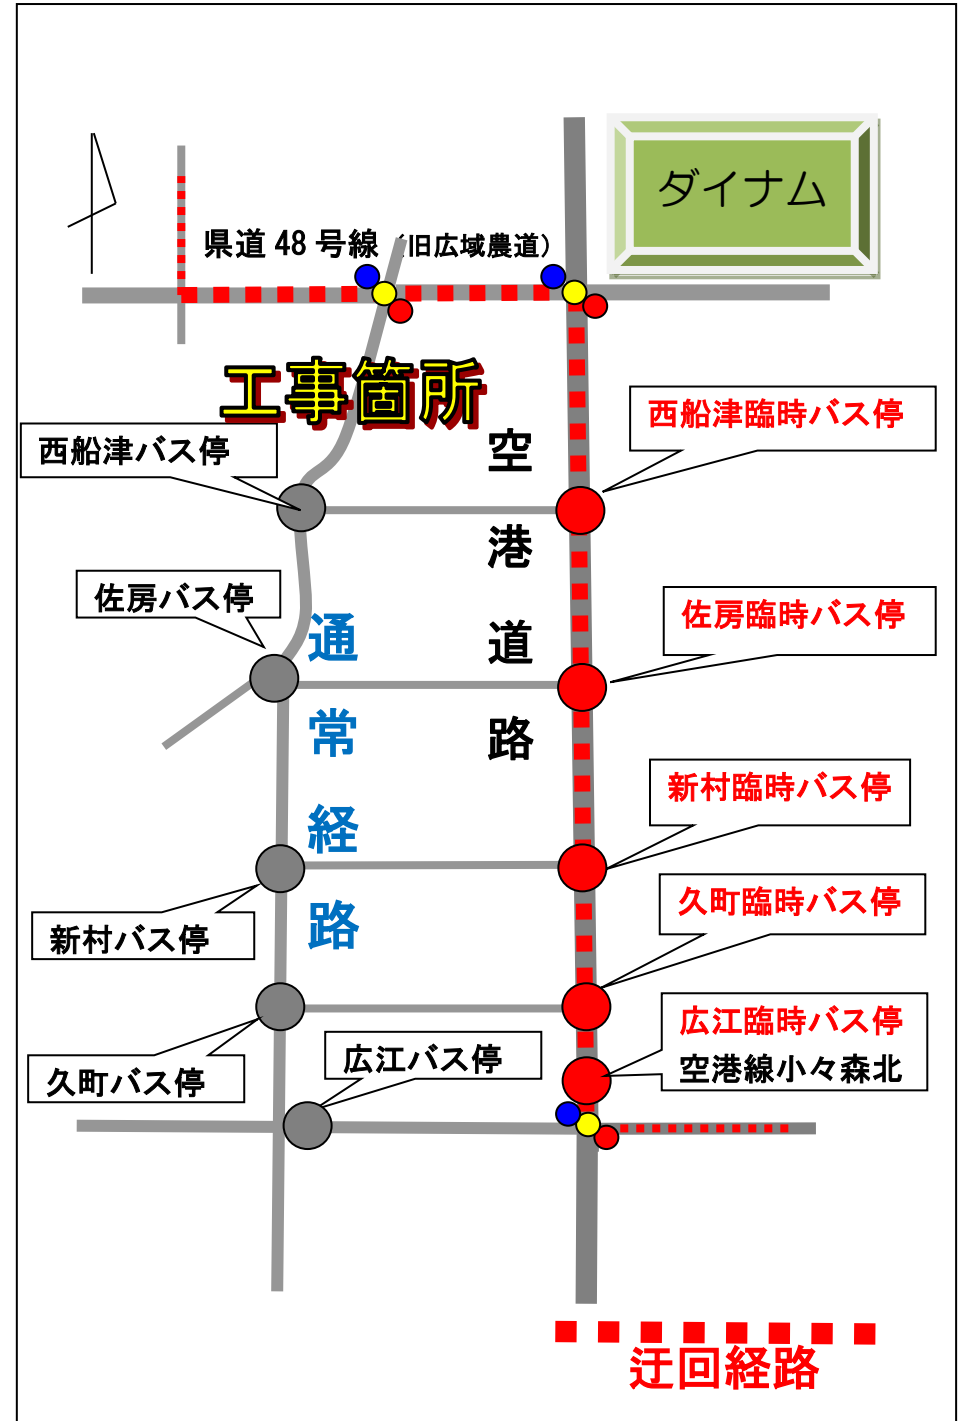 ダイナム
県道48号線（旧広域農道）
工事箇所
西船津臨時バス停
西船津バス停
空港道路
佐房バス停
佐房臨時バス停
通常経路
新村臨時バス停
久町臨時バス停
新村バス停
広江臨時バス停
空港線小々森北
広江バス停
久町バス停
迂回経路